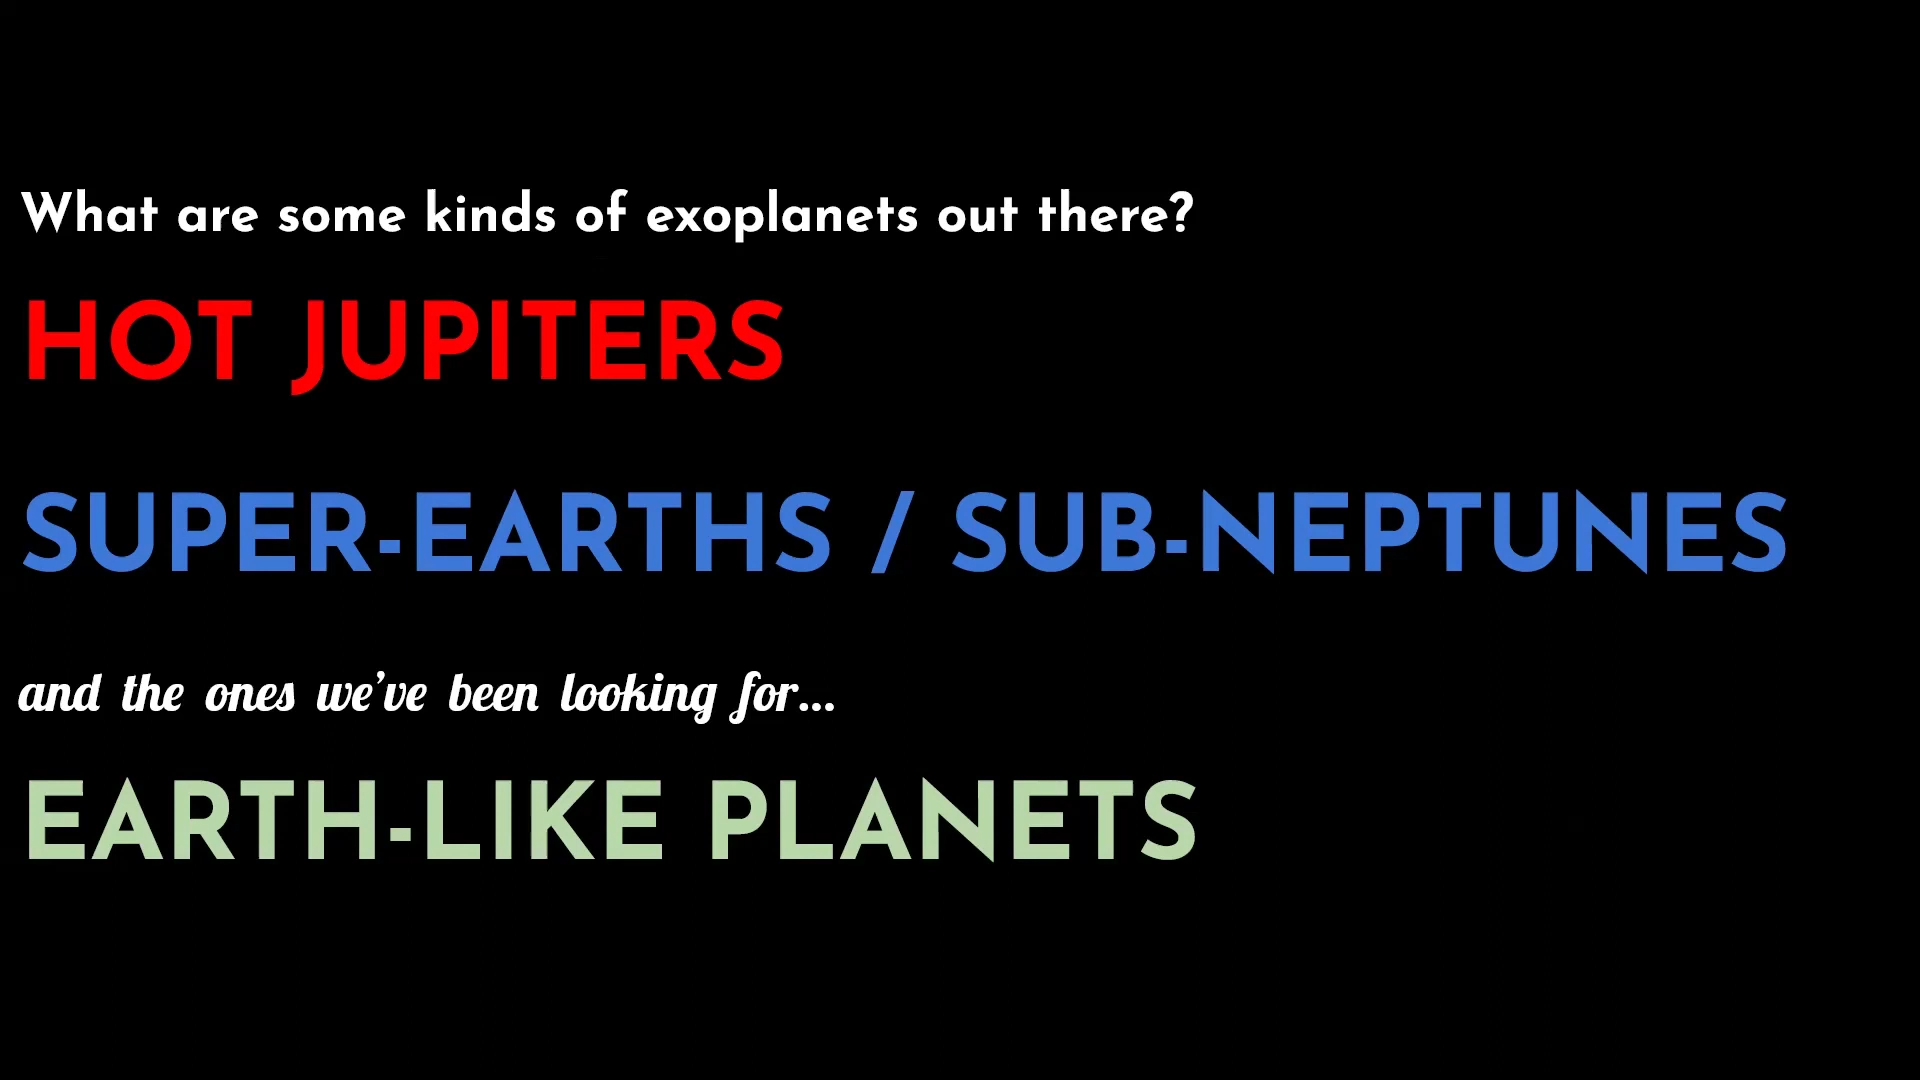 What are some kinds of exoplanets out there?
HOT JUPITERS
SUPER-EARTHS / SUB-NEPTUNES
and the ones we’ve been looking for...
EARTH-LIKE PLANETS